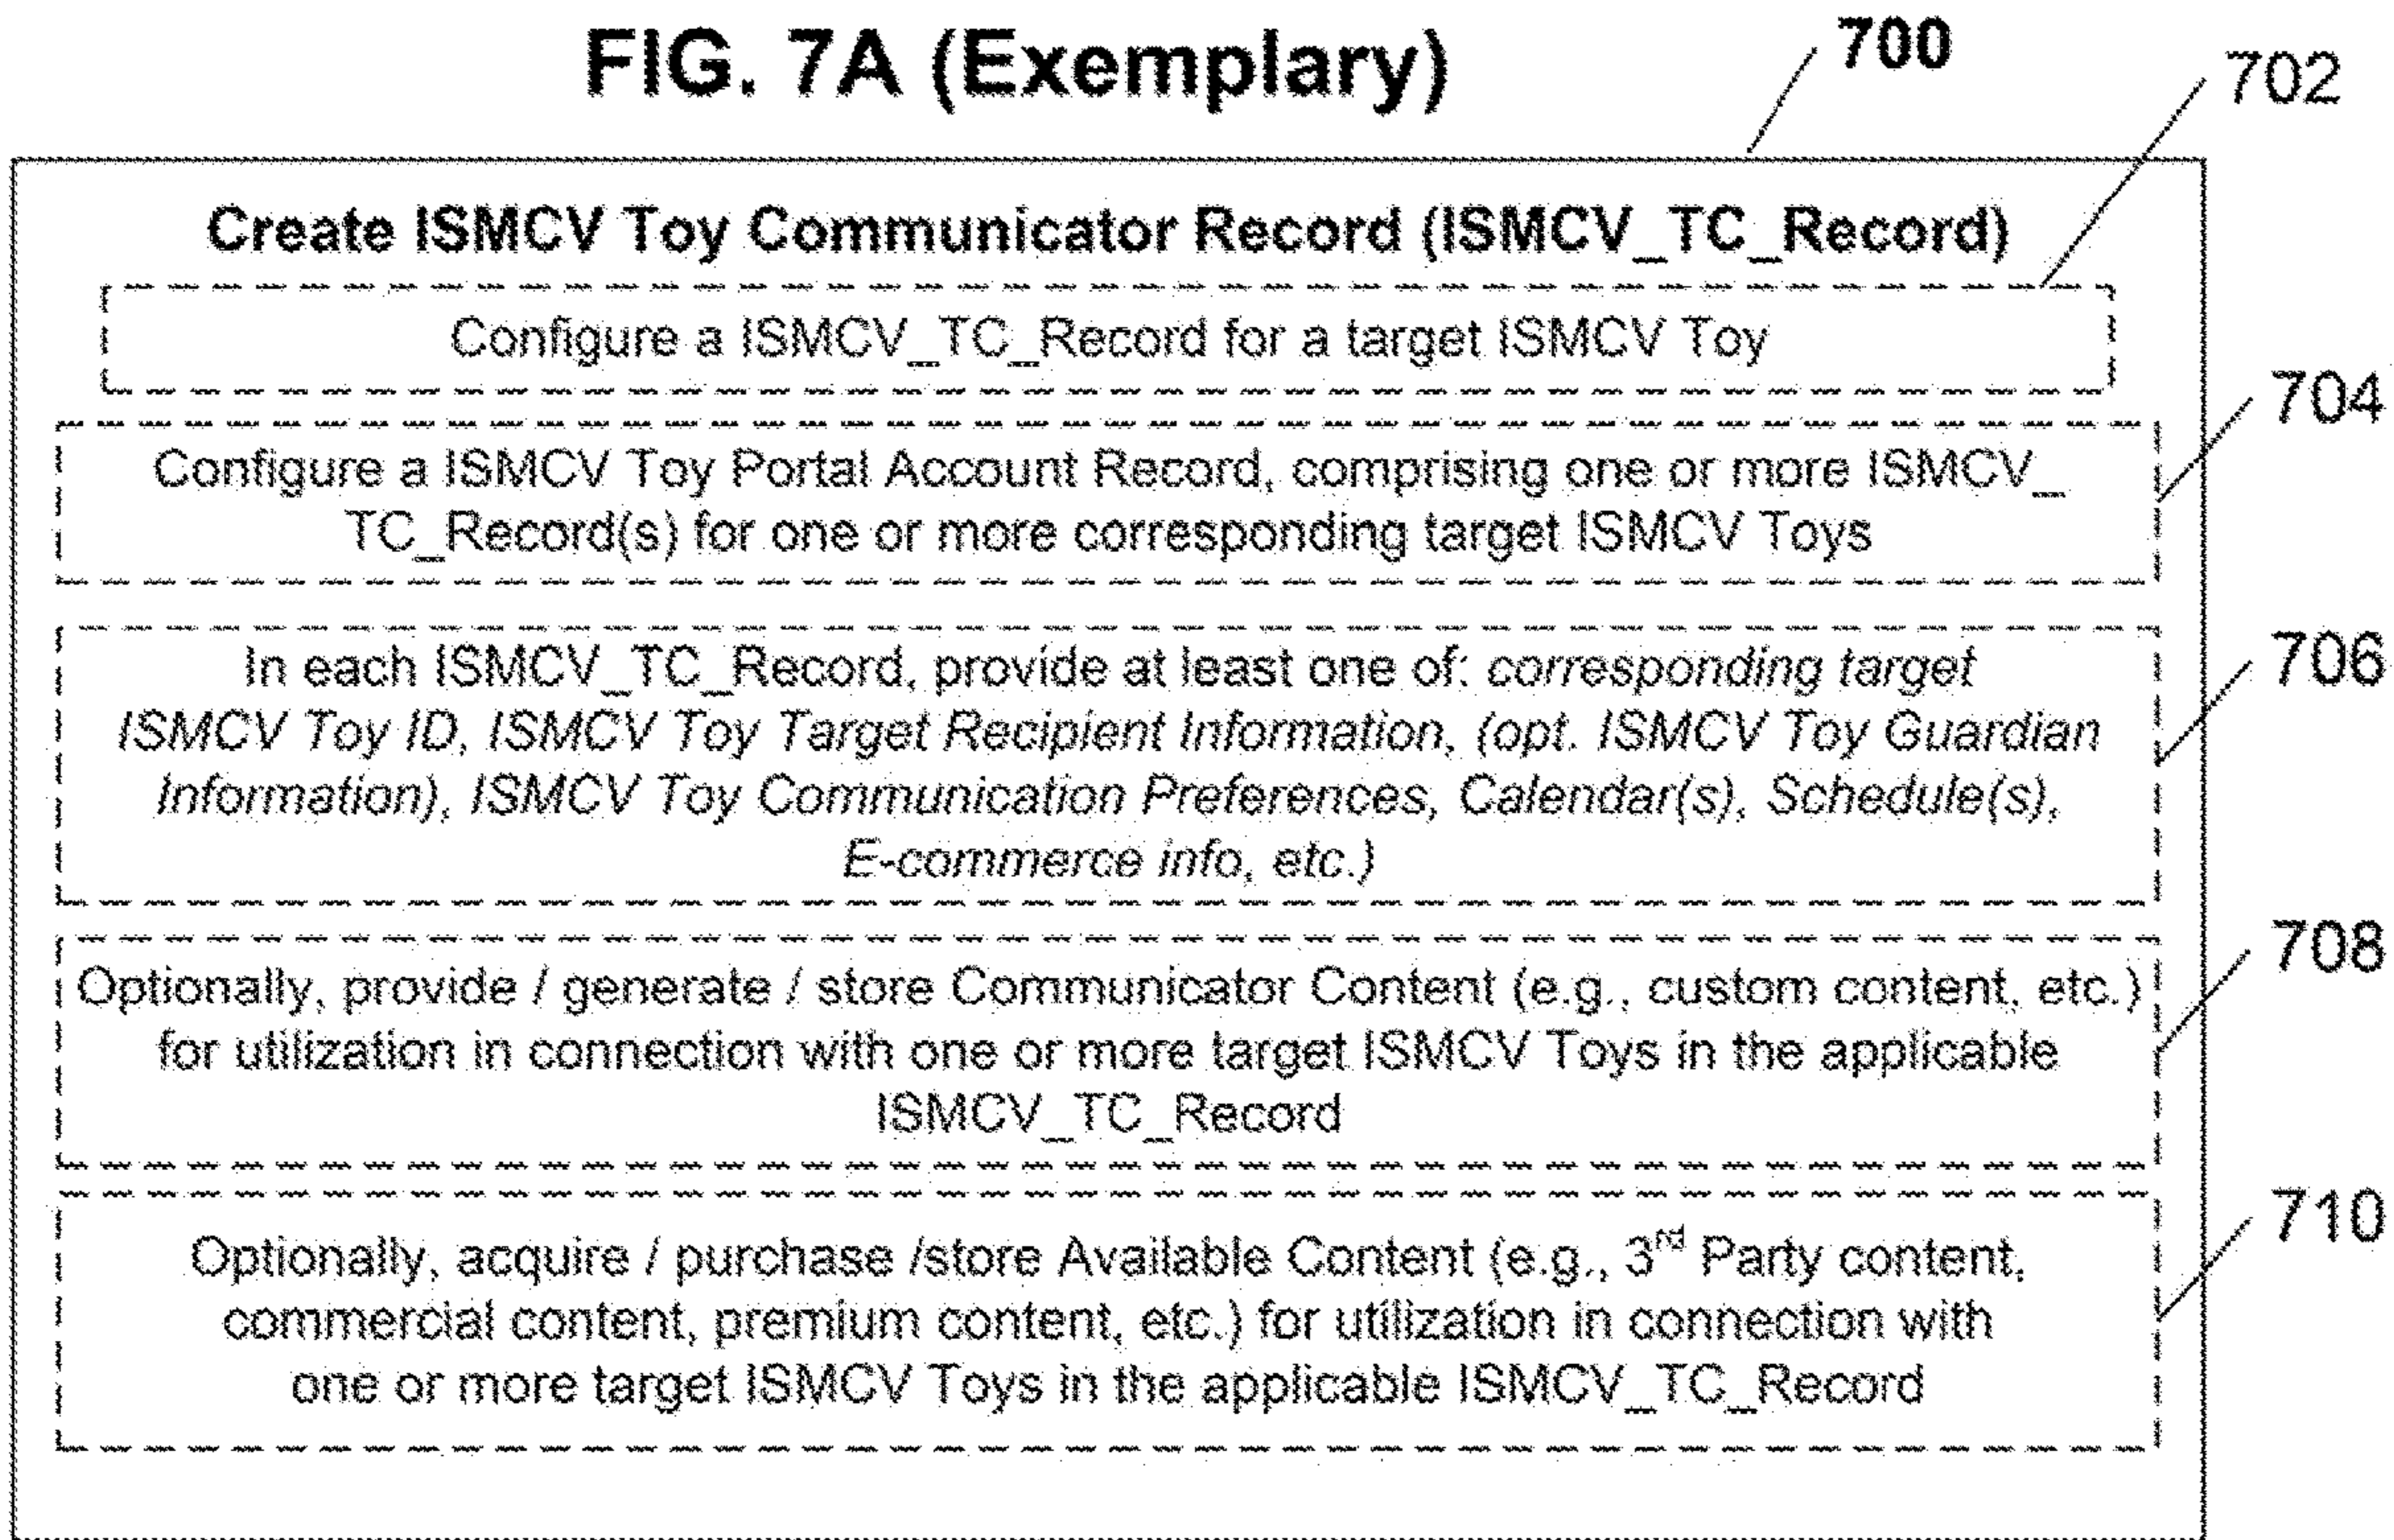 FIG. 7A (Exemplary)
700
702
Create ISMCV Toy Communicator Record (ISMCV_TC_Record)
Configure a ISMCV_TC_Record for a target ISMCV Toy
704
Configure a ISMCV Toy Portal Account Record, comprising one or more ISMCV_
TC_Record(s) for one or more corresponding target ISMCV Toys
706
In each ISMCV_TC_Record, provide at least one of: corresponding target
ISMCV Toy ID, ISMCV Toy Target Recipient Information, (opt. ISMCV Toy Guardian
Information), ISMCV Toy Communication Preferences, Calendar(s), Schedule(s),
E-commerce info, etc.)
708
Optionally, provide / generate / store Communicator Content (e.g., custom content, etc.)
for utilization in connection with one or more target ISMCV Toys in the applicable
ISMCV_TC_Record
710
Optionally, acquire / purchase /store Available Content (e.g., 3rd Party content,
commercial content, premium content, etc.) for utilization in connection with
one or more target ISMCV Toys in the applicable ISMCV_TC_Record